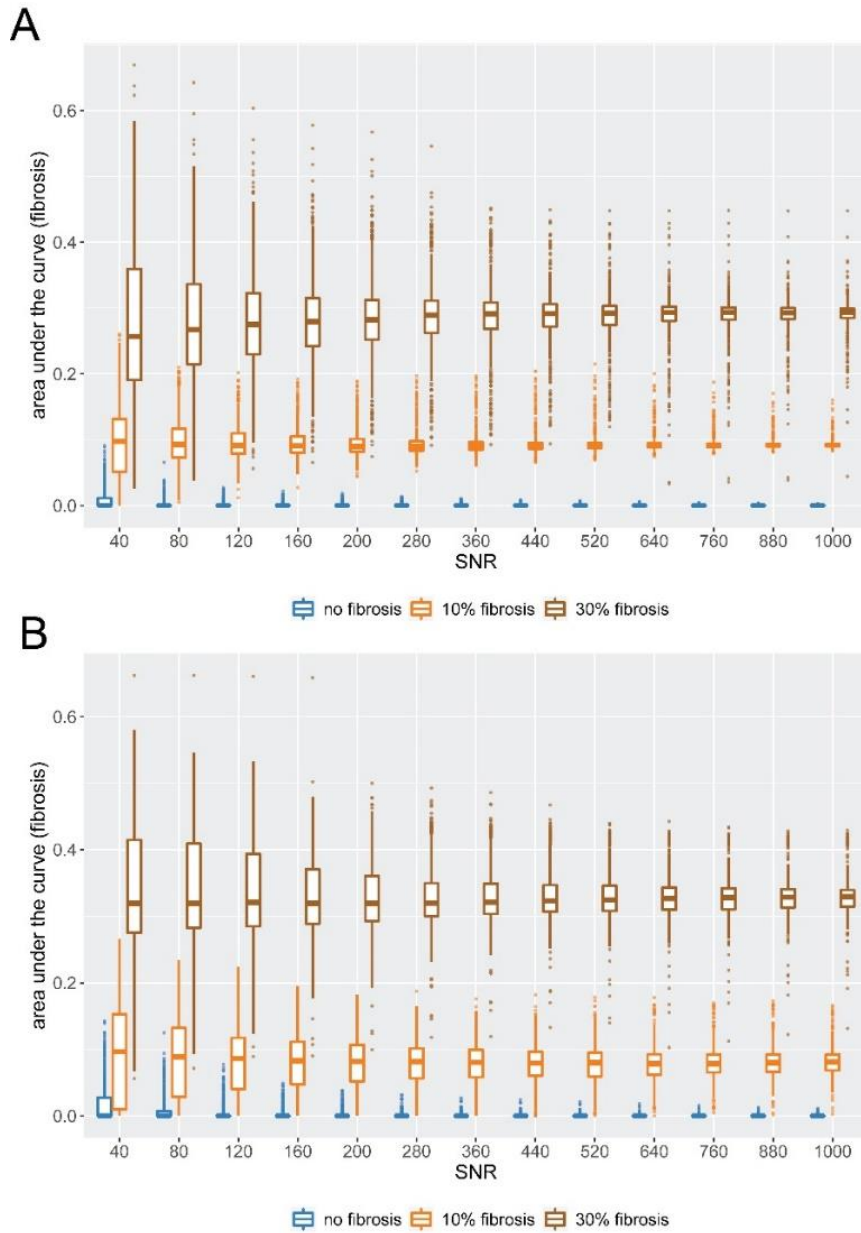 A
area under the curve (fibrosis)
0.6
0.4
0.2
0.0
40 80 120 160 200 280 360 440 520 640 760 880 1000
SNR
no fibrosis 10% fibrosis 30% fibrosis
B
area under the curve (fibrosis)
0.6
0.4
0.2
0.0
40 80 120 160 200 280 360 440 520 640 760 880 1000
SNR
no fibrosis 10% fibrosis 30% fibrosis